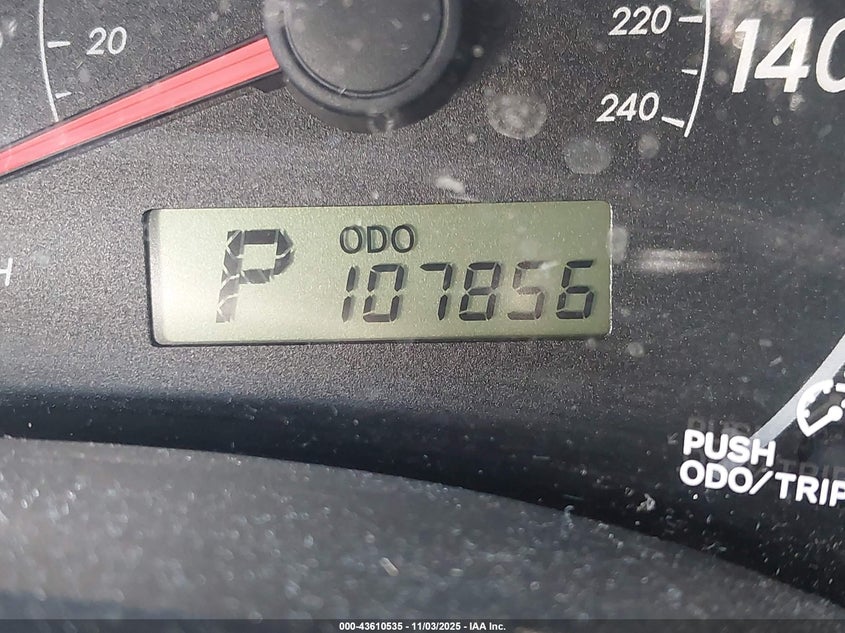 20
220
240
140
H
P ODO
107856
PUSH
ODO/TRIP
000-43610535 - 11/03/2025 - IAA Inc.